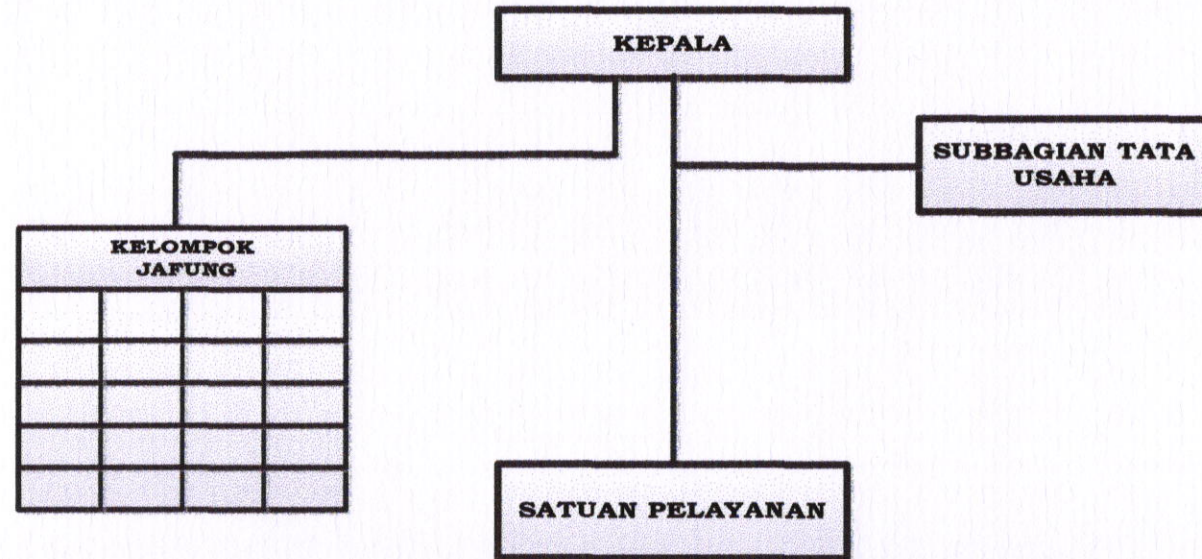 KEPALA
SUBBAGIAN TATA
USAHA
KELOMPOK
JAFUNG
SATUAN PELAYANAN